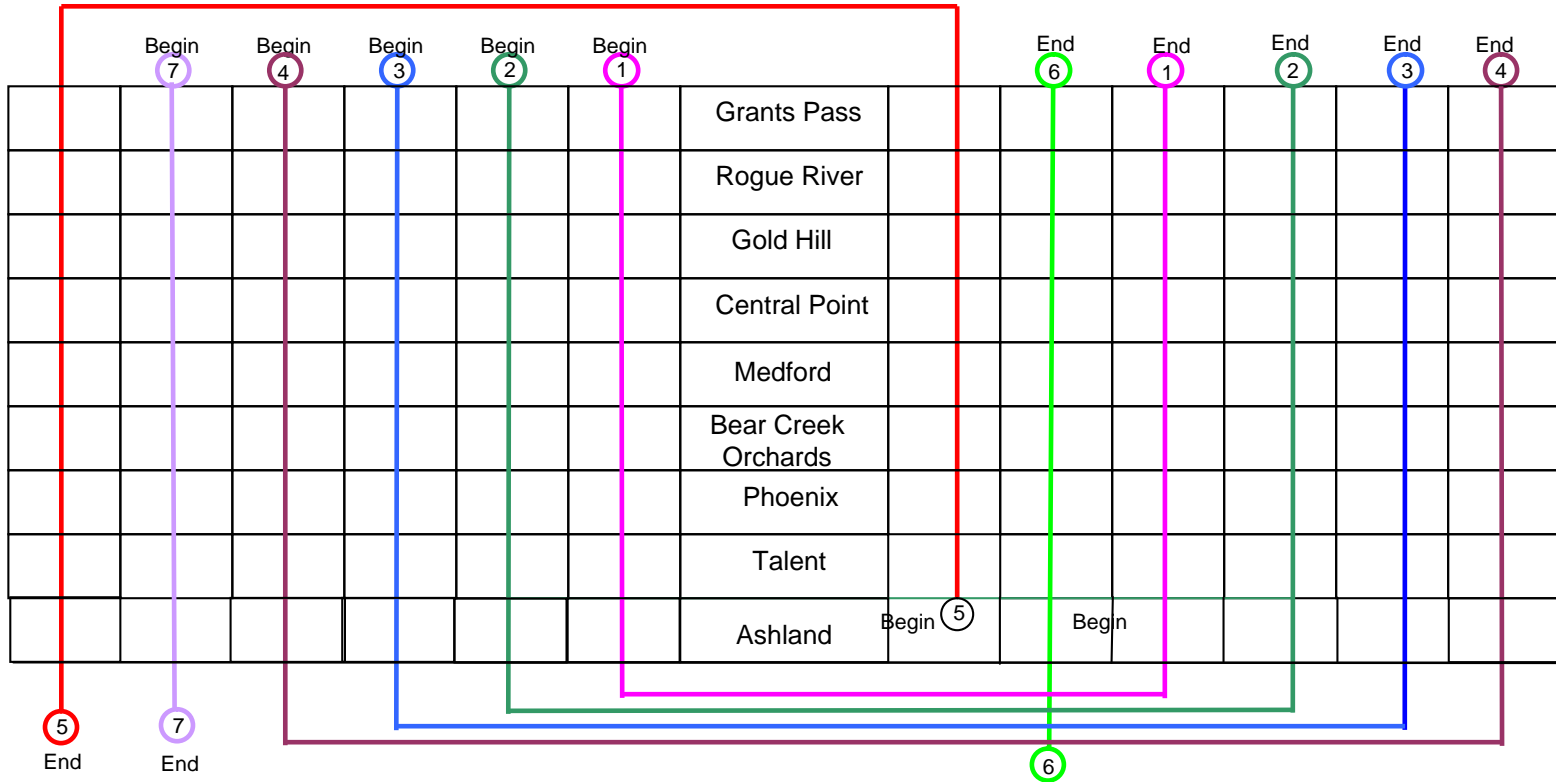 Begin Begin Begin Begin Begin End End End End End
7 4 3 2 1 6 1 2 3 4
Grants Pass
Rogue River
Gold Hill
Central Point
Medford
Bear Creek
Orchards
Phoenix
Talent
Ashland
Begin 5 Begin
5 7 6
End End